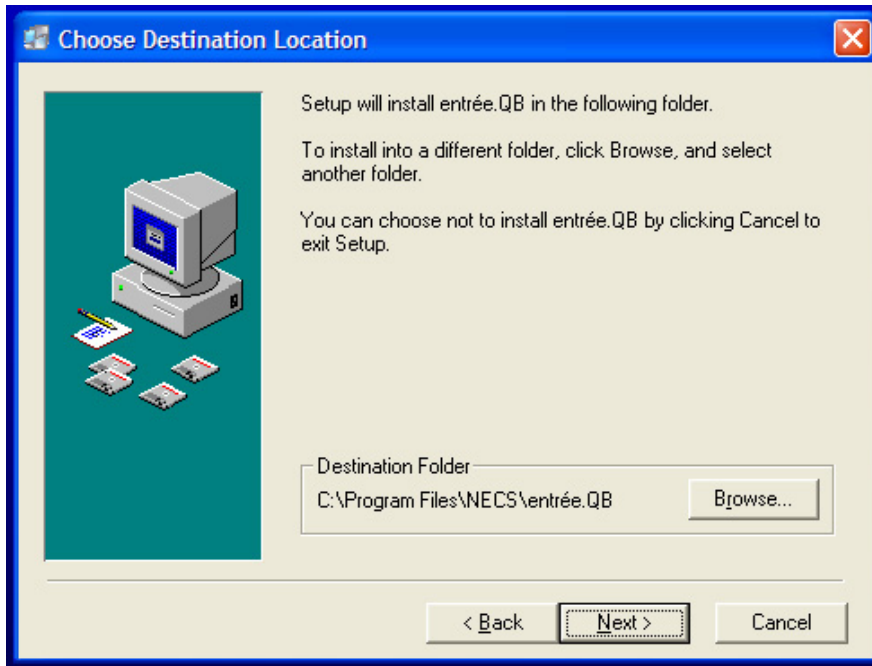 Choose Destination Location
Setup will install entrée.QB in the following folder.
To install into a different folder, click Browse, and select
another folder.
You can choose not to install entrée.QB by clicking Cancel to
exit Setup.
Destination Folder
C:\Program Files\NECS\entrée.QB
Browse...
< Back
Next >
Cancel